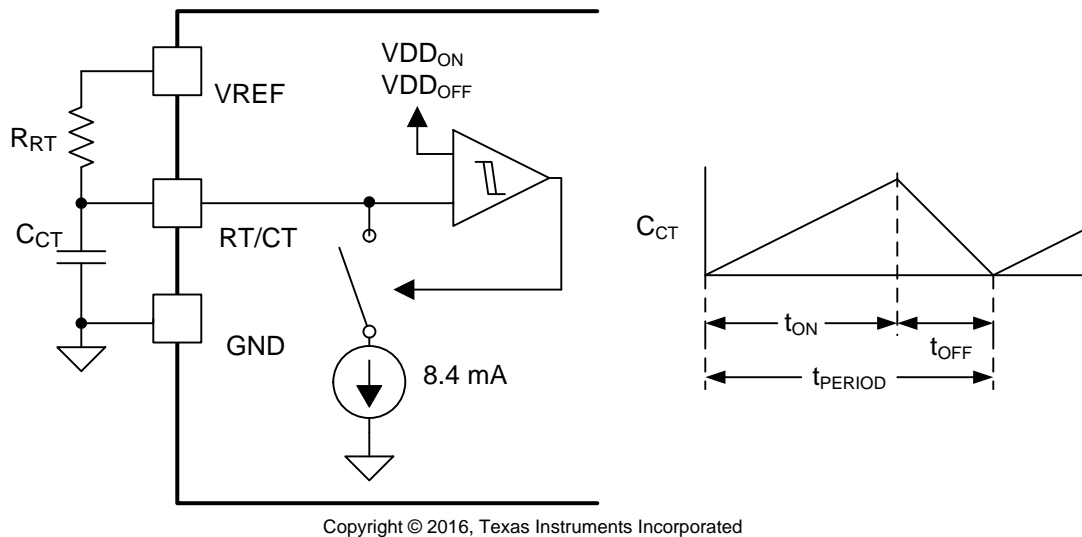 VDD_ON
VDD_OFF
VREF
R_RT
C_CT
RT/CT
GND
8.4 mA
C_CT
t_ON
t_OFF
t_PERIOD
Copyright © 2016, Texas Instruments Incorporated